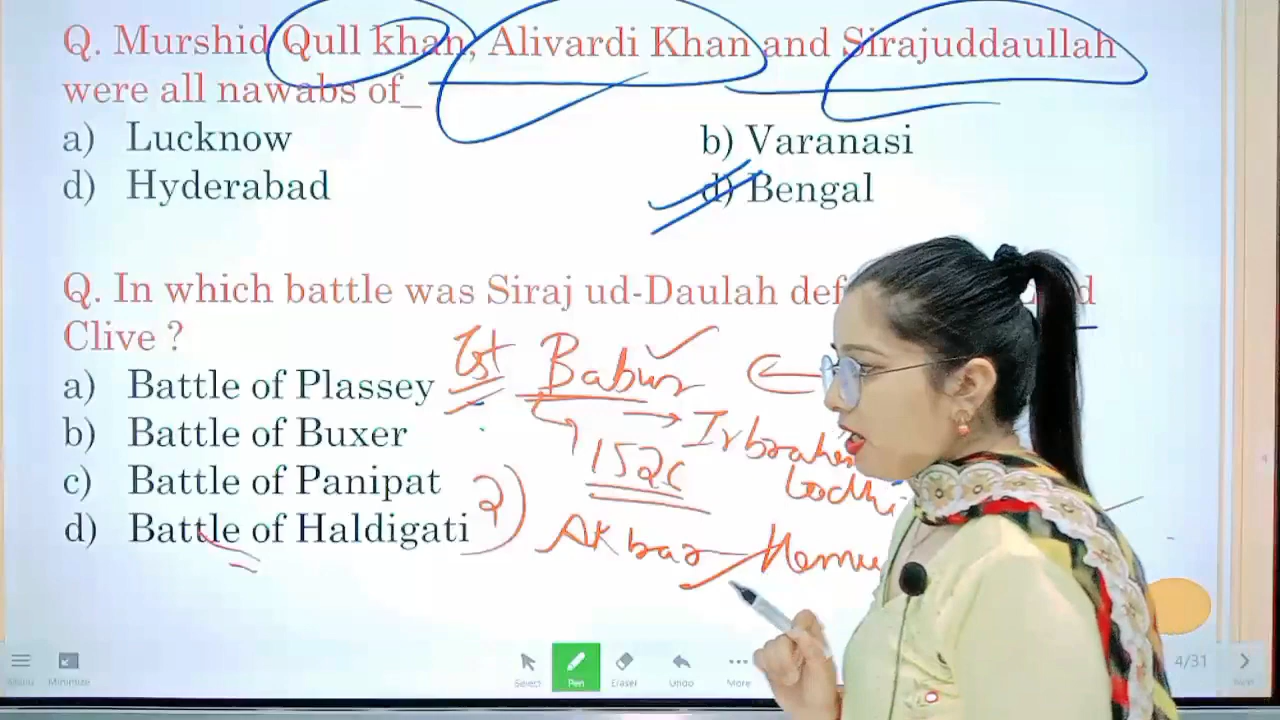 Q. Murshid Qull khan, Alivardi Khan and Sirajuddaullah
were all nawabs of_
a) Lucknow
b) Varanasi
d) Hyderabad
d) Bengal
Q. In which battle was Siraj ud-Daulah def
Clive ?
a) Battle of Plassey
b) Battle of Buxer
c) Battle of Panipat
d) Battle of Haldigati
Ist Babur
1526
Lodhi
2) Akbar Hemu
Minimize
Select
Pen
Eraser
Undo
More
4/31